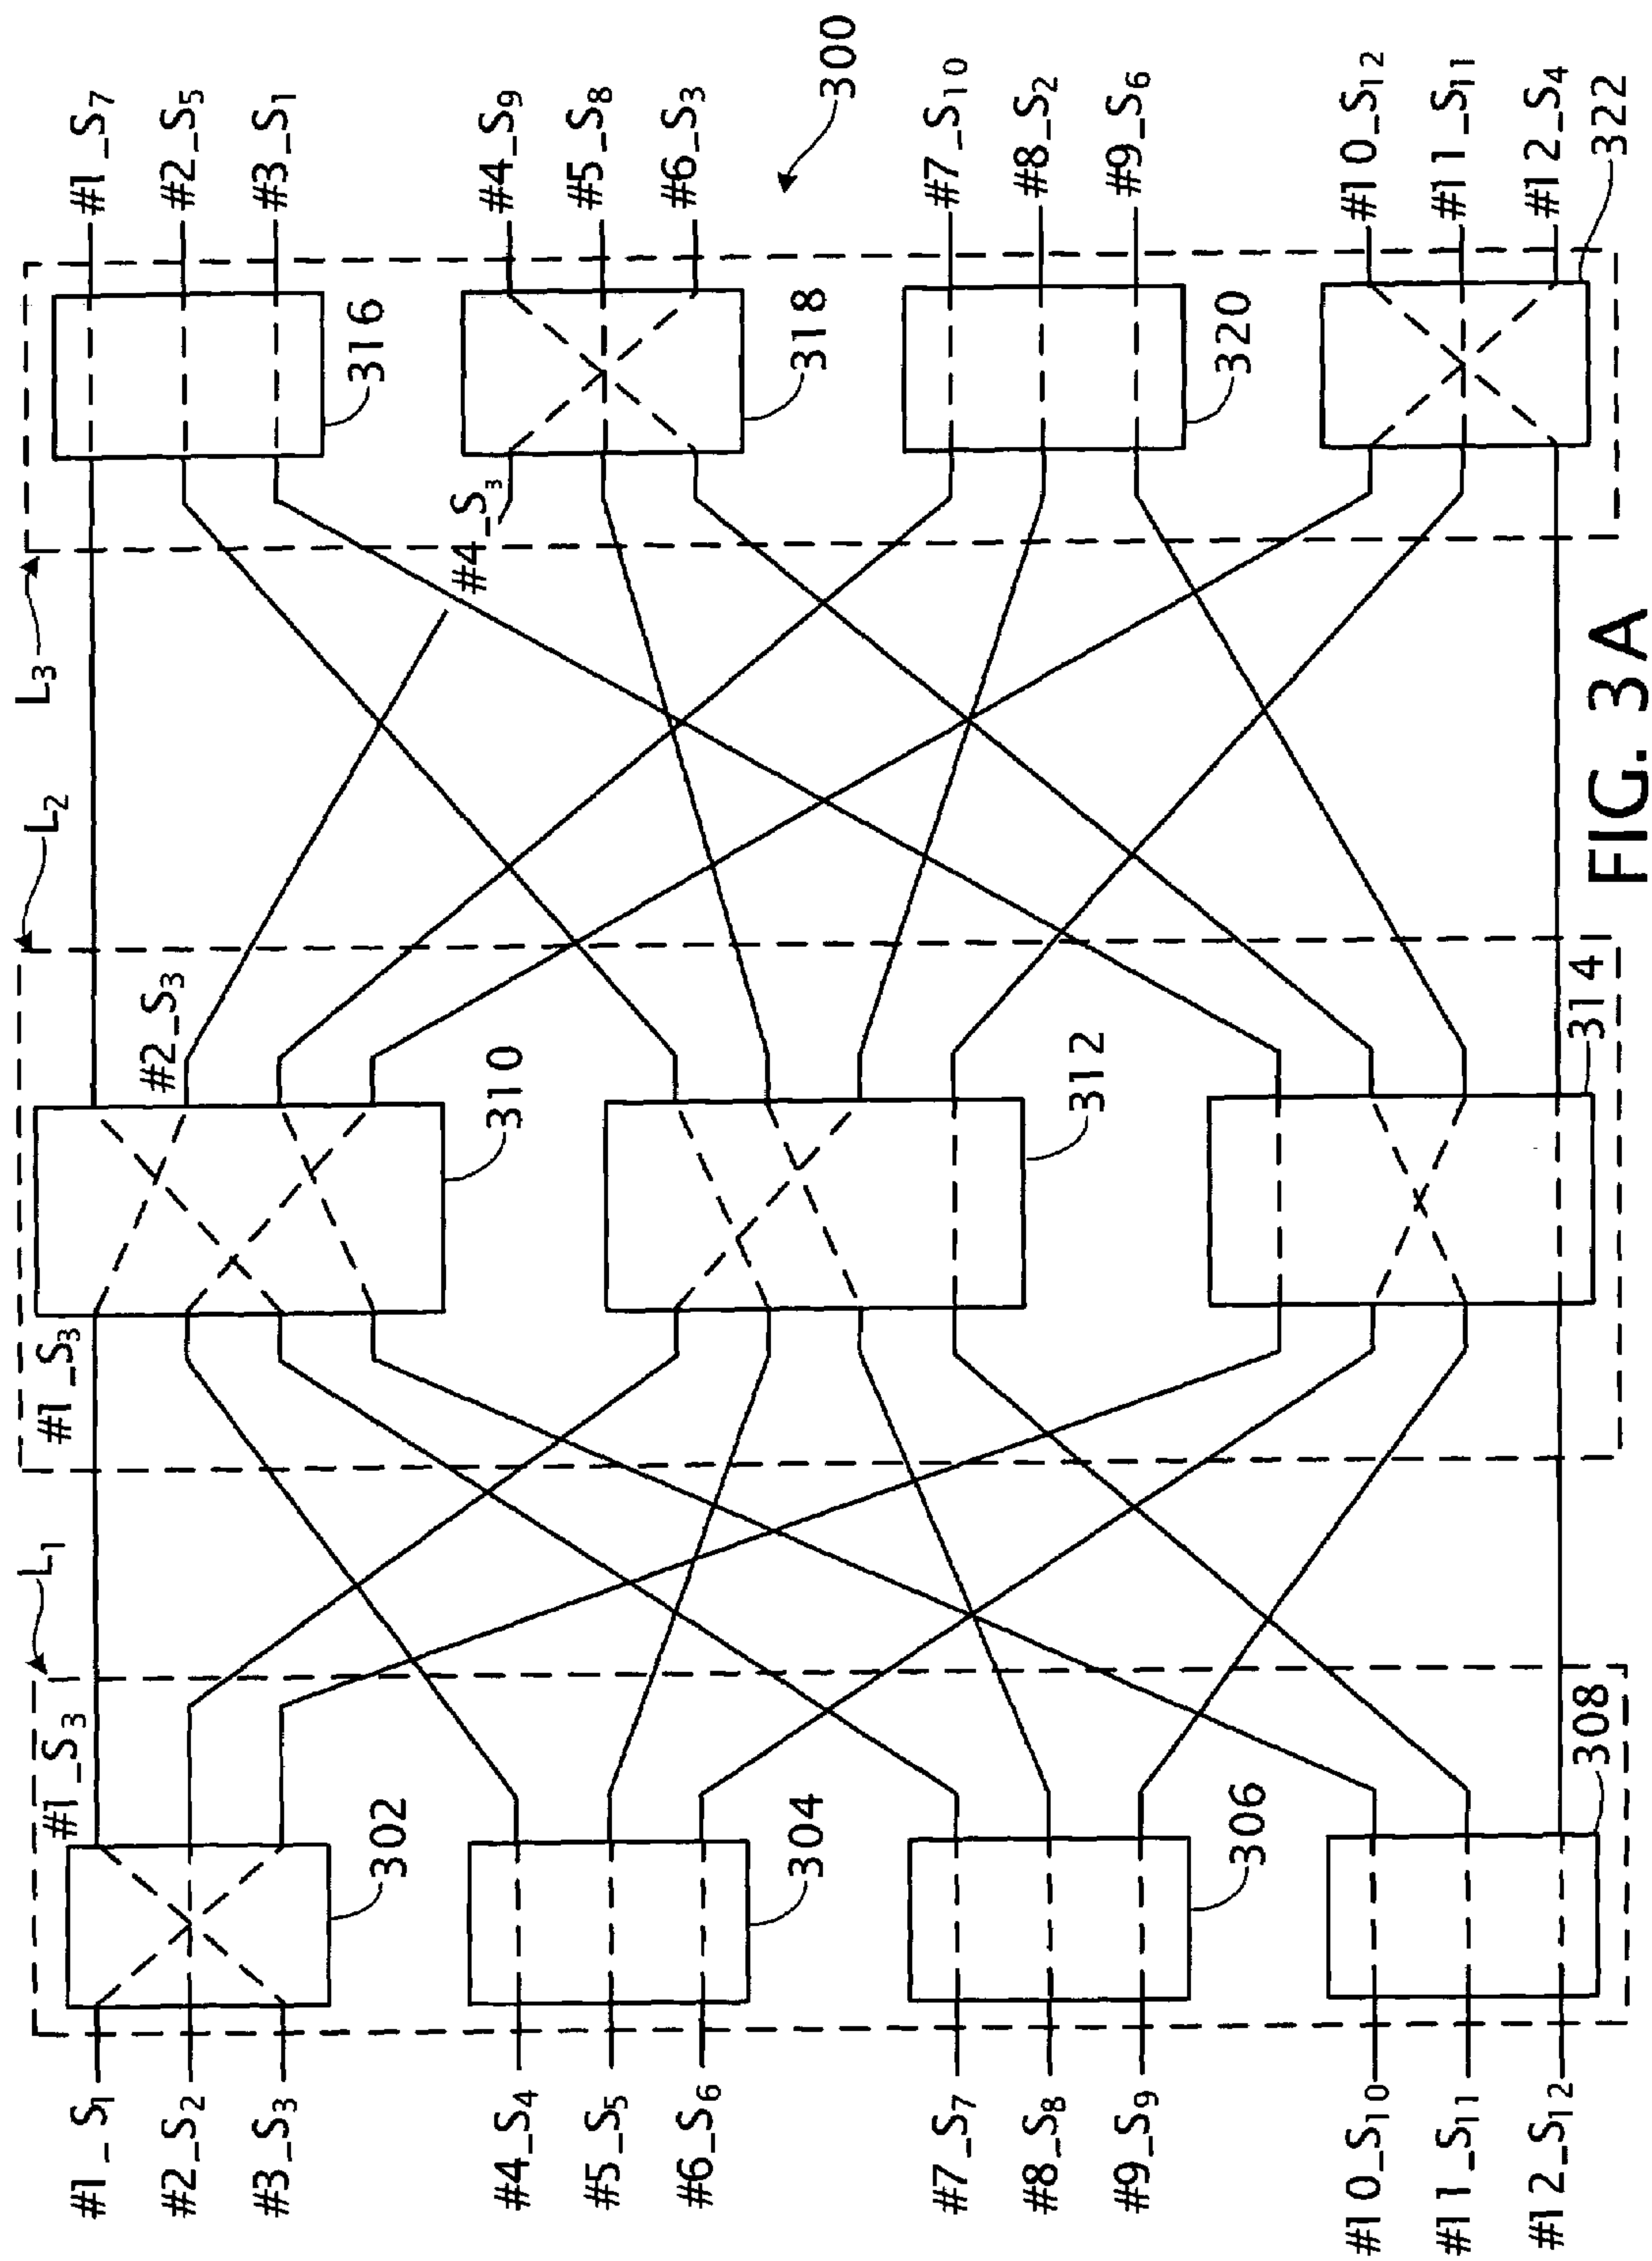 #1_S1
#2_S2
#3_S3
#4_S4
#5_S5
#6_S6
#7_S7
#8_S8
#9_S9
#10_S10
#11_S11
#12_S12
L1
#1_S3
302
304
306
308
L2
#1_S3
#2_S3
310
312
314
L3
#4_S3
316
318
320
322
#1_S7
#2_S5
#3_S1
#4_S9
#5_S8
#6_S3
#7_S10
#8_S2
#9_S6
#10_S12
#11_S11
#12_S4
300
FIG. 3A